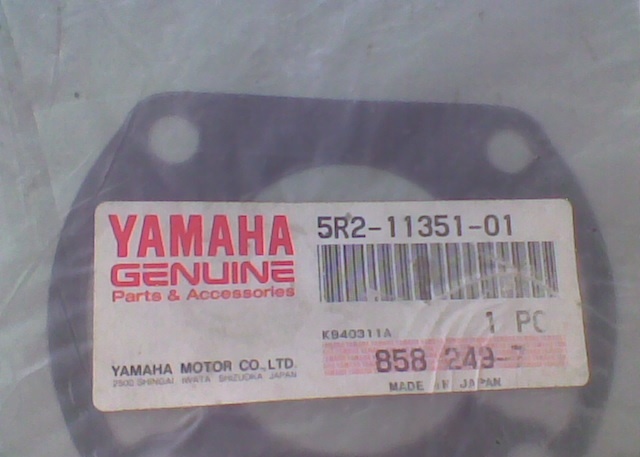 YAMAHA
GENUINE
Parts & Accessories
YAMAHA MOTOR CO.,LTD.
2500 SHINGAI IWATA SHIZUOKA JAPAN
5R2-11351-01
K940311A
1 PC
858 249-7
MADE IN JAPAN